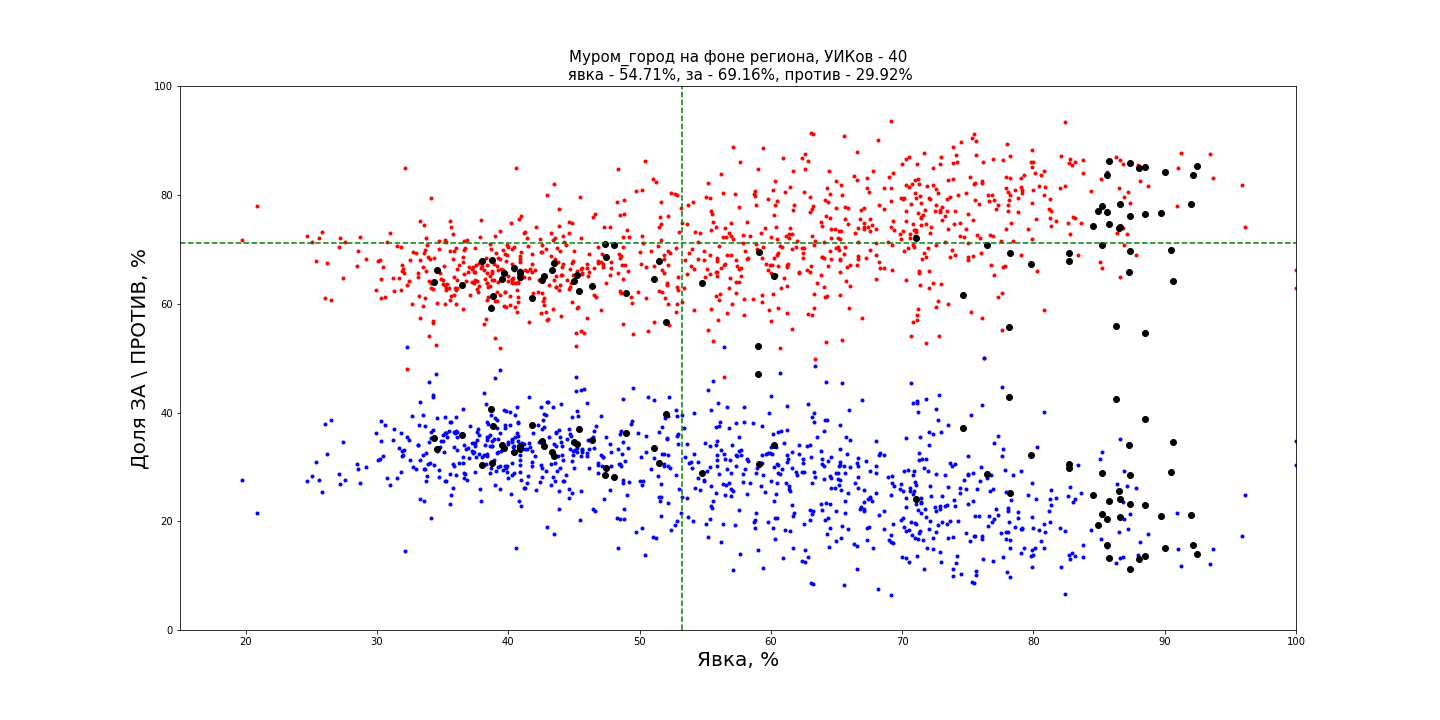 Муром_город на фоне региона, УИКов - 40
явка - 54.71%, за - 69.16%, против - 29.92%
100
80
60
40
20
0
Доля ЗА \ ПРОТИВ, %
20 30 40 50 60 70 80 90 100
Явка, %